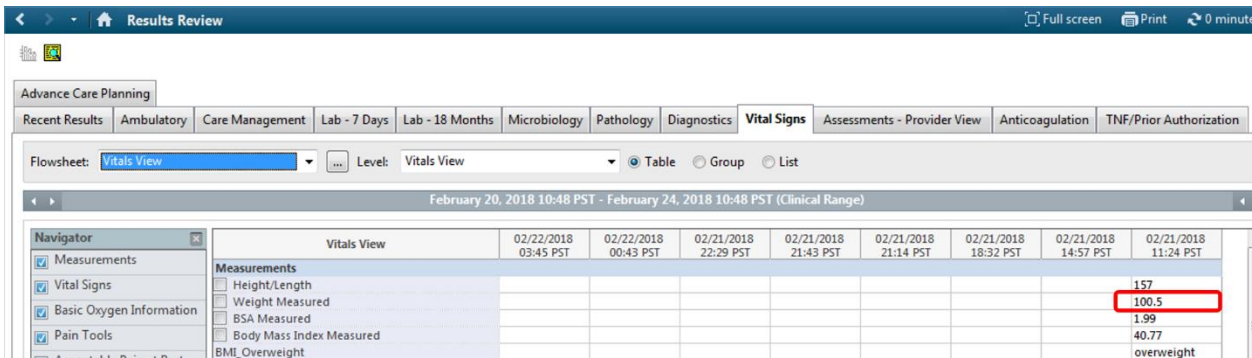 Results Review
Full screen Print 0 minute
Advance Care Planning
Recent Results Ambulatory Care Management Lab - 7 Days Lab - 18 Months Microbiology Pathology Diagnostics Vital Signs Assessments - Provider View Anticoagulation TNF/Prior Authorization
Flowsheet: Vitals View ... Level: Vitals View Table Group List
February 20, 2018 10:48 PST - February 24, 2018 10:48 PST (Clinical Range)
Navigator
Measurements
Vital Signs
Basic Oxygen Information
Pain Tools
Vitals View 02/22/2018 02/22/2018 02/21/2018 02/21/2018 02/21/2018 02/21/2018 02/21/2018 02/21/2018
03:45 PST 00:43 PST 22:29 PST 21:43 PST 21:14 PST 18:32 PST 14:57 PST 11:24 PST
Measurements
Height/Length 157
Weight Measured 100.5
BSA Measured 1.99
Body Mass Index Measured 40.77
BMI_Overweight overweight